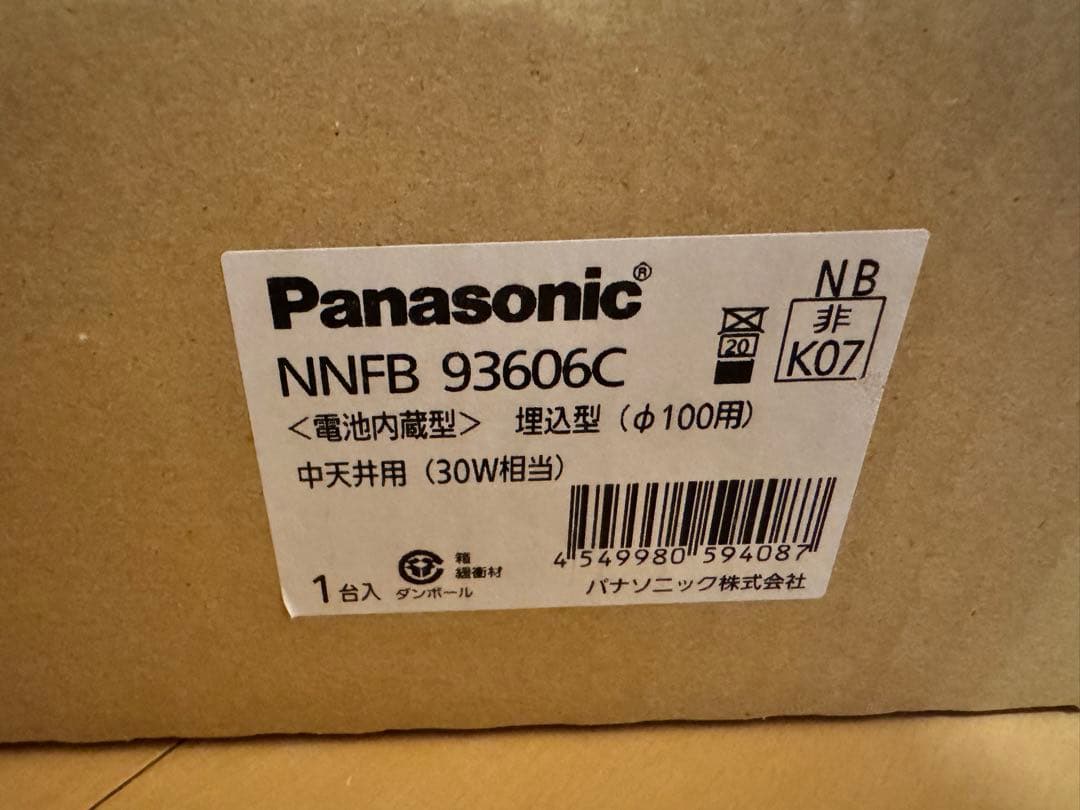 Panasonic®
NNFB 93606C
<電池内蔵型> 埋込型(φ100用)
中天井用(30W相当)
20
NB
非
K07
4 549980 594087
パナソニック株式会社
1台入
ダンボール
箱
緩衝材